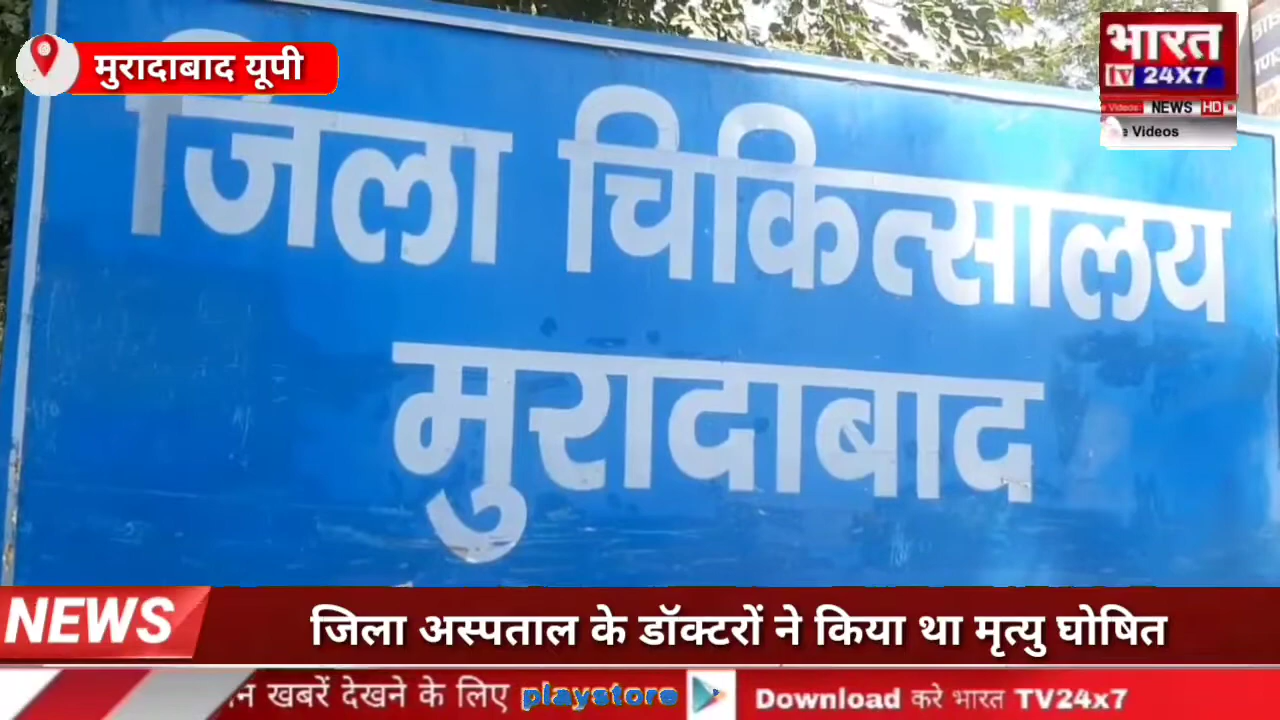 मुरादाबाद यूपी
भारत
tv 24X7
NEWS HD
Videos
जिला चिकित्सालय
मुरादाबाद
NEWS
जिला अस्पताल के डॉक्टरों ने किया था मृत्यु घोषित
खबरें देखने के लिए playstore Download करे भारत TV24x7